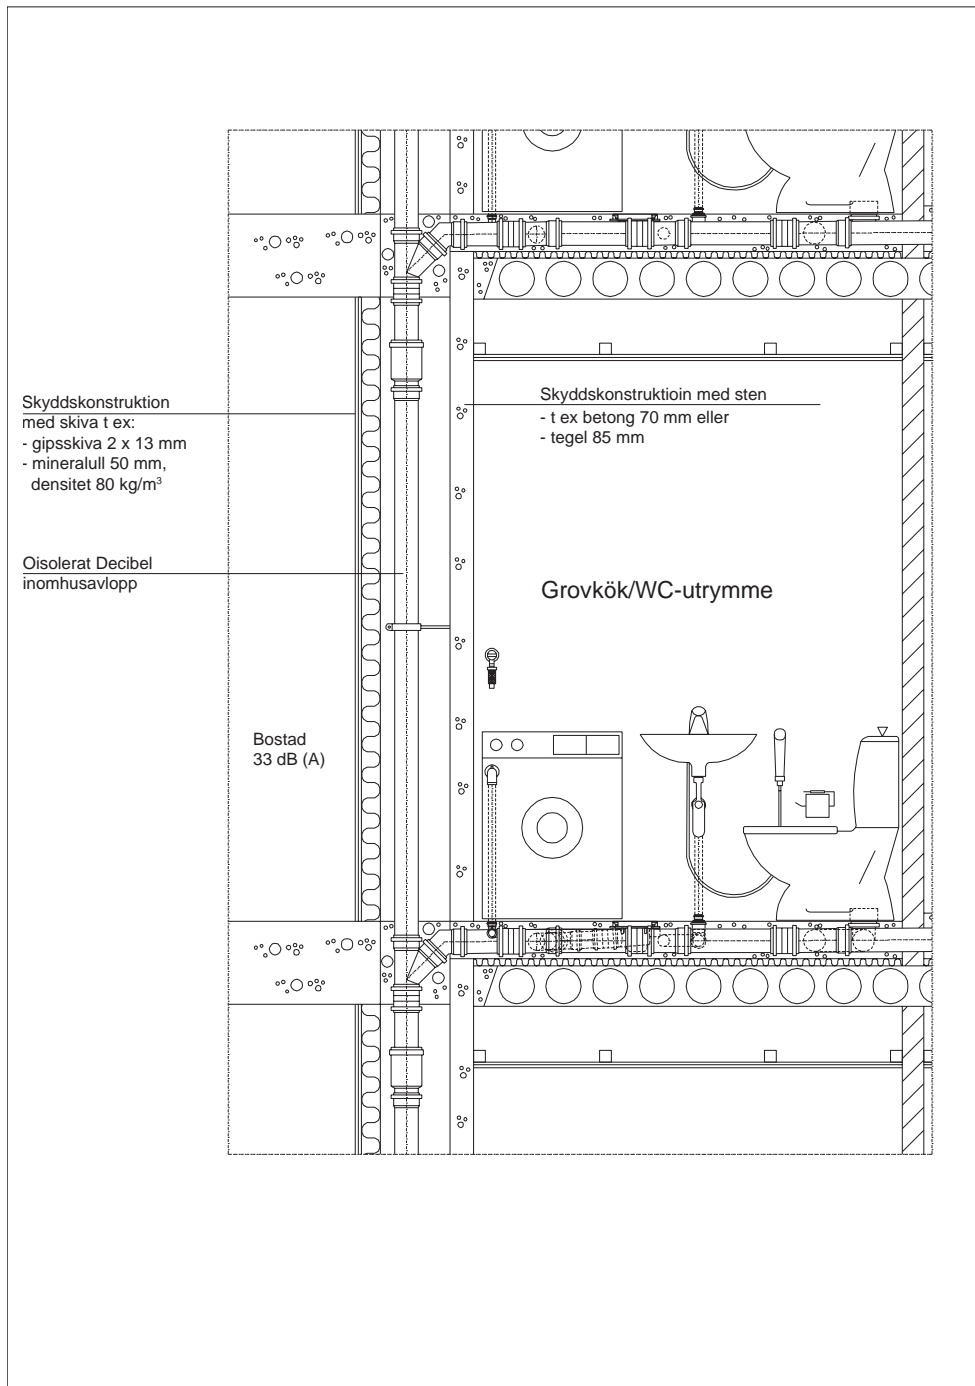 Skyddskonstruktion
med skiva t ex:
- gipsskiva 2 x 13 mm
- mineralull 50 mm,
densitet 80 kg/m³
Skyddskonstruktioin med sten
- t ex betong 70 mm eller
- tegel 85 mm
Oisolerat Decibel
inomhusavlopp
Grovkök/WC-utrymme
Bostad
33 dB (A)